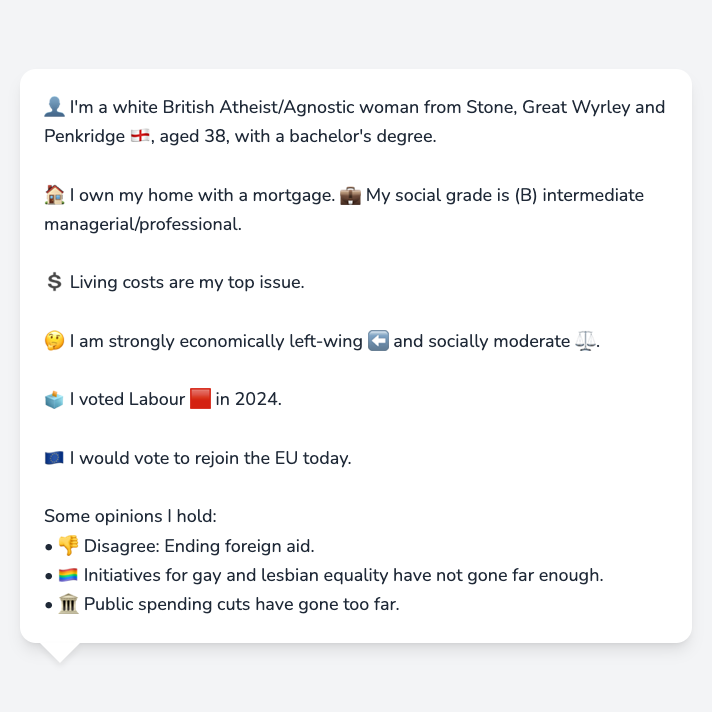 👤 I'm a white British Atheist/Agnostic woman from Stone, Great Wyrley and
Penkridge 🏴󠁧󠁢󠁥󠁮󠁧󠁿, aged 38, with a bachelor's degree.
🏠 I own my home with a mortgage. 💼 My social grade is (B) intermediate
managerial/professional.
💲 Living costs are my top issue.
🤔 I am strongly economically left-wing ⬅️ and socially moderate ⚖️.
🗳️ I voted Labour 🟥 in 2024.
🇪🇺 I would vote to rejoin the EU today.
Some opinions I hold:
• 👎 Disagree: Ending foreign aid.
• 🏳️‍🌈 Initiatives for gay and lesbian equality have not gone far enough.
• 🏛️ Public spending cuts have gone too far.